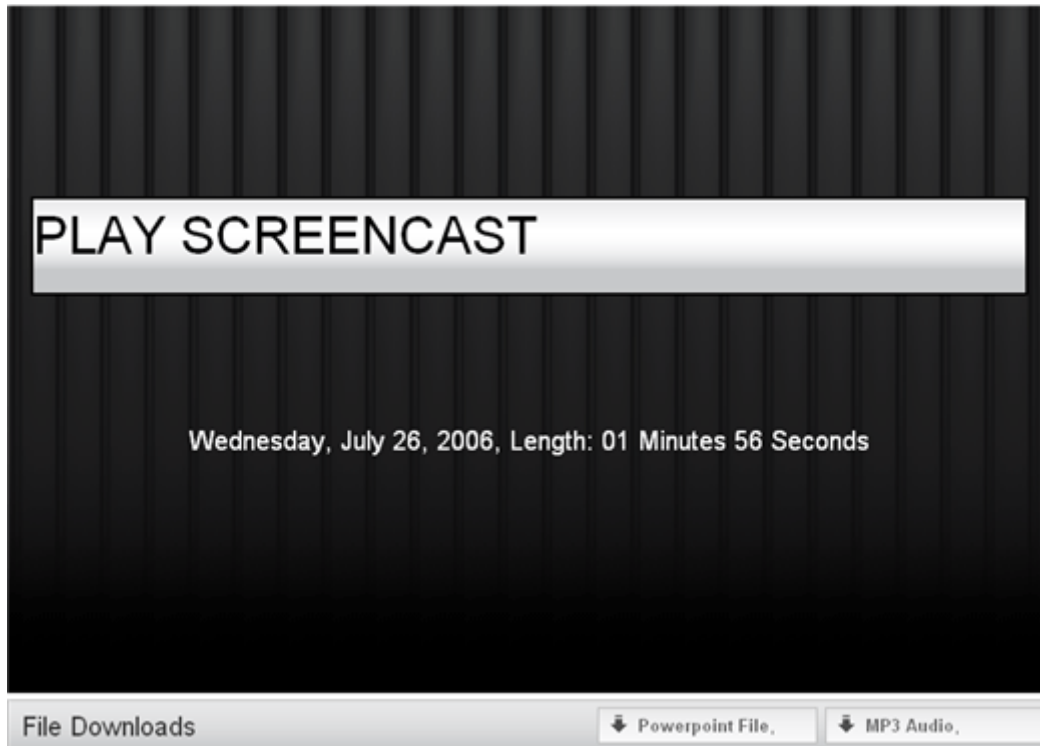 PLAY SCREENCAST
Wednesday, July 26, 2006, Length: 01 Minutes 56 Seconds
File Downloads
Powerpoint File,
MP3 Audio,